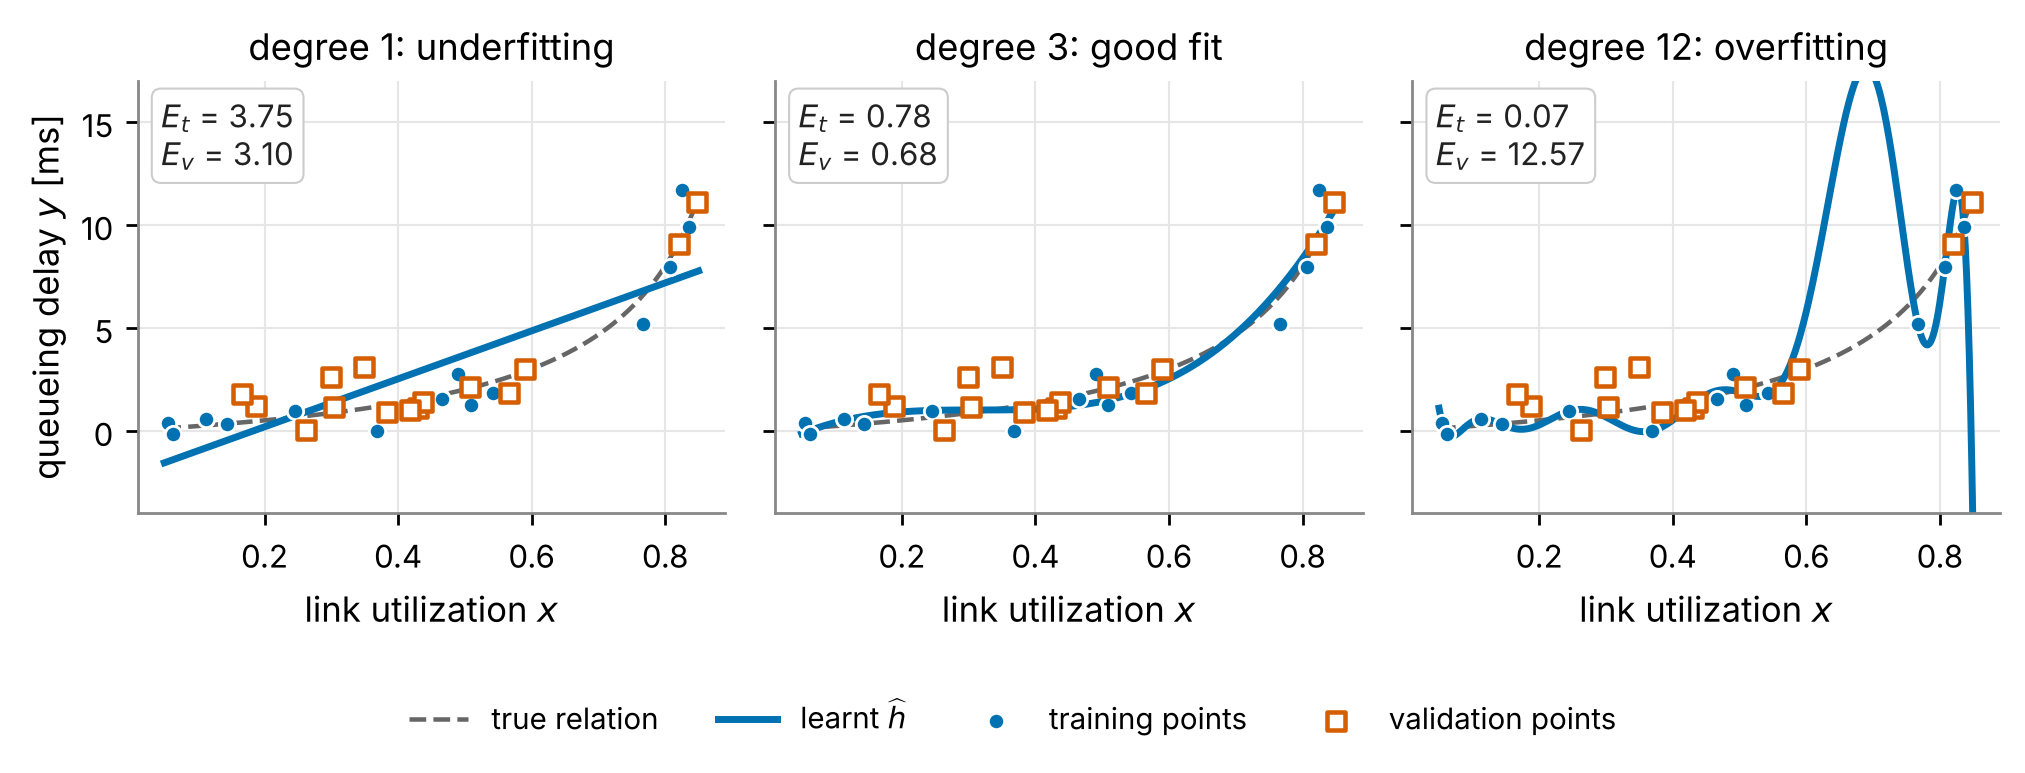 degree 1: underfitting
degree 3: good fit
degree 12: overfitting
queueing delay y [ms]
15
10
5
0
E_t = 3.75
E_v = 3.10
E_t = 0.78
E_v = 0.68
E_t = 0.07
E_v = 12.57
0.2 0.4 0.6 0.8
0.2 0.4 0.6 0.8
0.2 0.4 0.6 0.8
link utilization x
link utilization x
link utilization x
true relation
learnt ĥ
training points
validation points